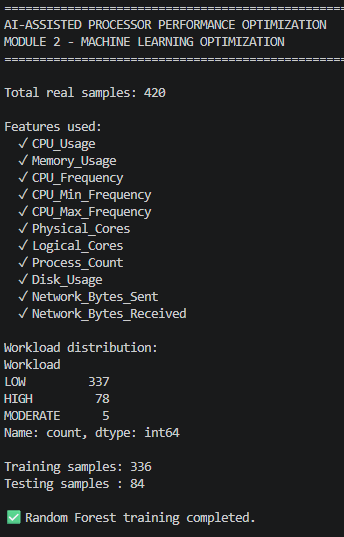 ==================================================
AI-ASSISTED PROCESSOR PERFORMANCE OPTIMIZATION
MODULE 2 - MACHINE LEARNING OPTIMIZATION
==================================================
Total real samples: 420
Features used:
✓ CPU_Usage
✓ Memory_Usage
✓ CPU_Frequency
✓ CPU_Min_Frequency
✓ CPU_Max_Frequency
✓ Physical_Cores
✓ Logical_Cores
✓ Process_Count
✓ Disk_Usage
✓ Network_Bytes_Sent
✓ Network_Bytes_Received
Workload distribution:
Workload
LOW         337
HIGH         78
MODERATE      5
Name: count, dtype: int64
Training samples: 336
Testing samples : 84
✅ Random Forest training completed.